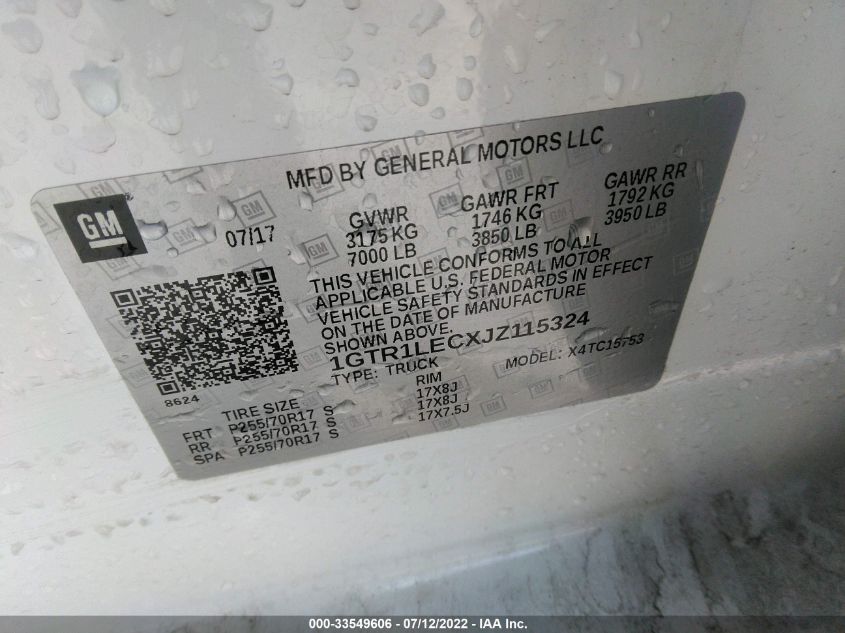 MFD BY GENERAL MOTORS LLC
GM
07/17
GVWR
3175 KG
7000 LB
GAWR FRT
1746 KG
3850 LB
GAWR RR
1792 KG
3950 LB
THIS VEHICLE CONFORMS TO ALL
APPLICABLE U.S. FEDERAL MOTOR
VEHICLE SAFETY STANDARDS IN EFFECT
ON THE DATE OF MANUFACTURE
SHOWN ABOVE.
1GTR1LECXJZ115324
TYPE: TRUCK
MODEL: X4TC15753
8624
TIRE SIZE
RIM
FRT P255/70R17 S 17X8J
RR P255/70R17 S 17X8J
SPA P255/70R17 S 17X7.5J
000-33549606 - 07/12/2022 - IAA Inc.